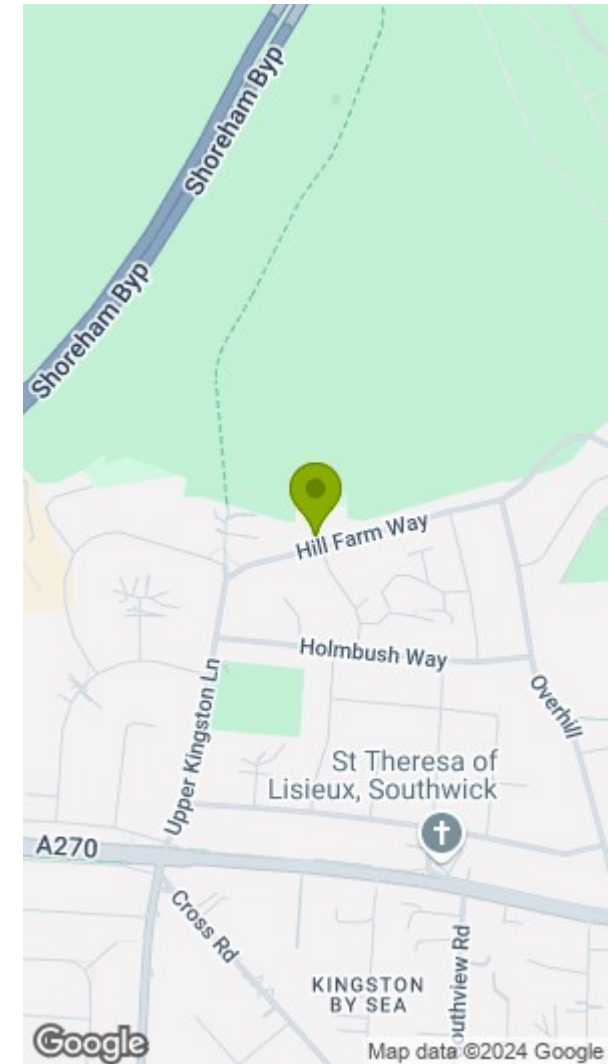 Shoreham Byp
Shoreham Byp
Hill Farm Way
Holmbush Way
Overhill
Upper Kingston Ln
St Theresa of
Lisieux, Southwick
A270
Cross Rd
KINGSTON
BY SEA
outhview Rd
Google
Map data ©2024 Google